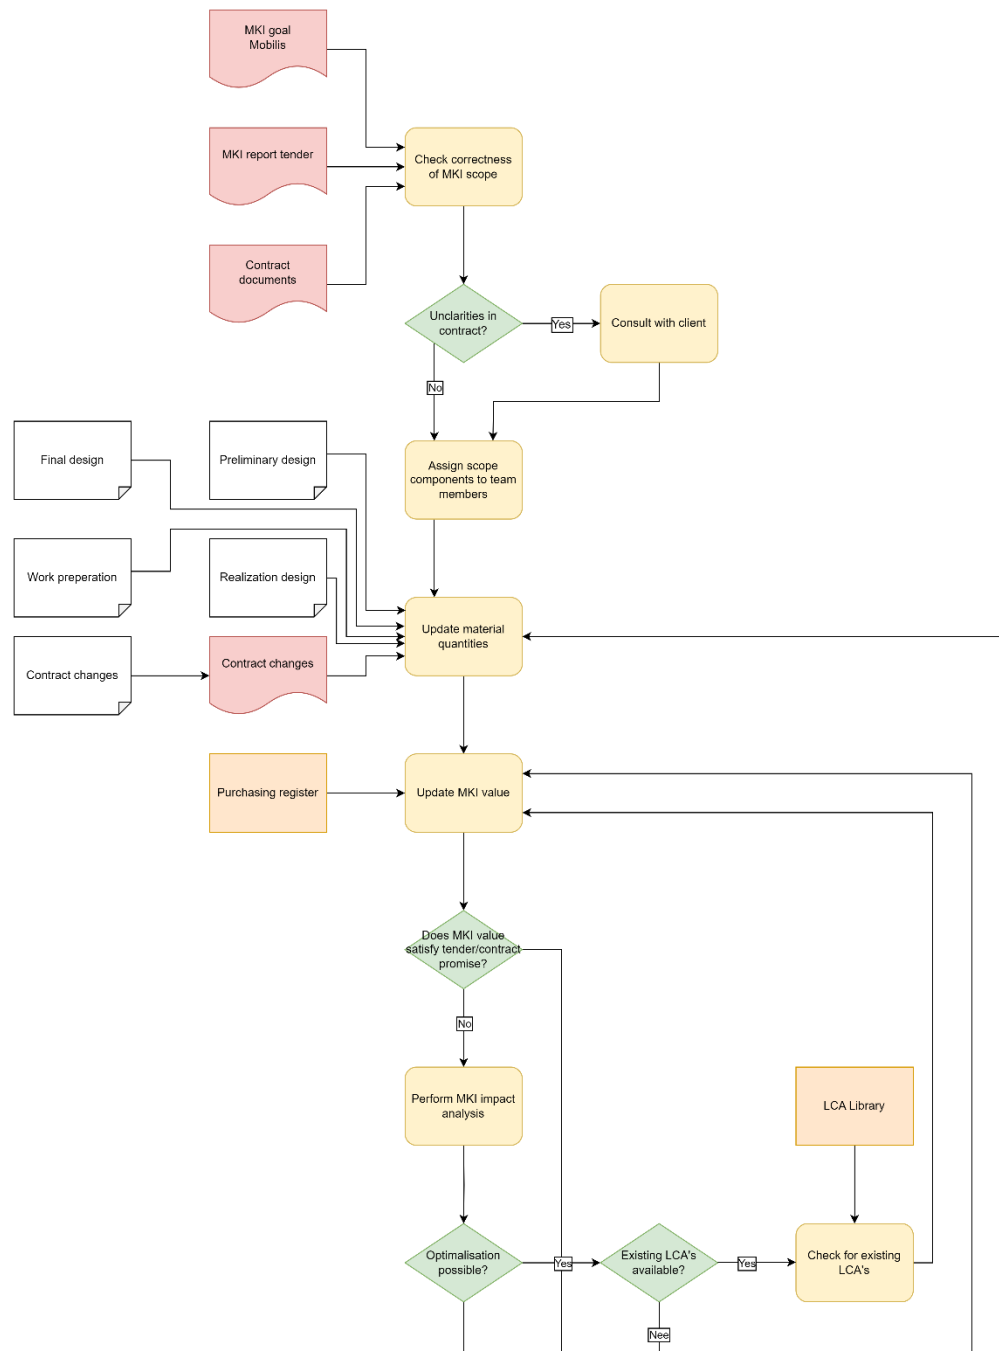 MKI goal
Mobilis
MKI report tender
Check correctness
of MKI scope
Contract
documents
Unclarities in
contract?
Yes
Consult with client
No
Final design
Preliminary design
Assign scope
components to team
members
Work preperation
Realization design
Update material
quantities
Contract changes
Contract changes
Purchasing register
Update MKI value
Does MKI value
satisfy tender/contract
promise?
No
Perform MKI impact
analysis
LCA Library
Optimalisation
possible?
Yes
Existing LCA's
available?
Yes
Check for existing
LCA's
Nee